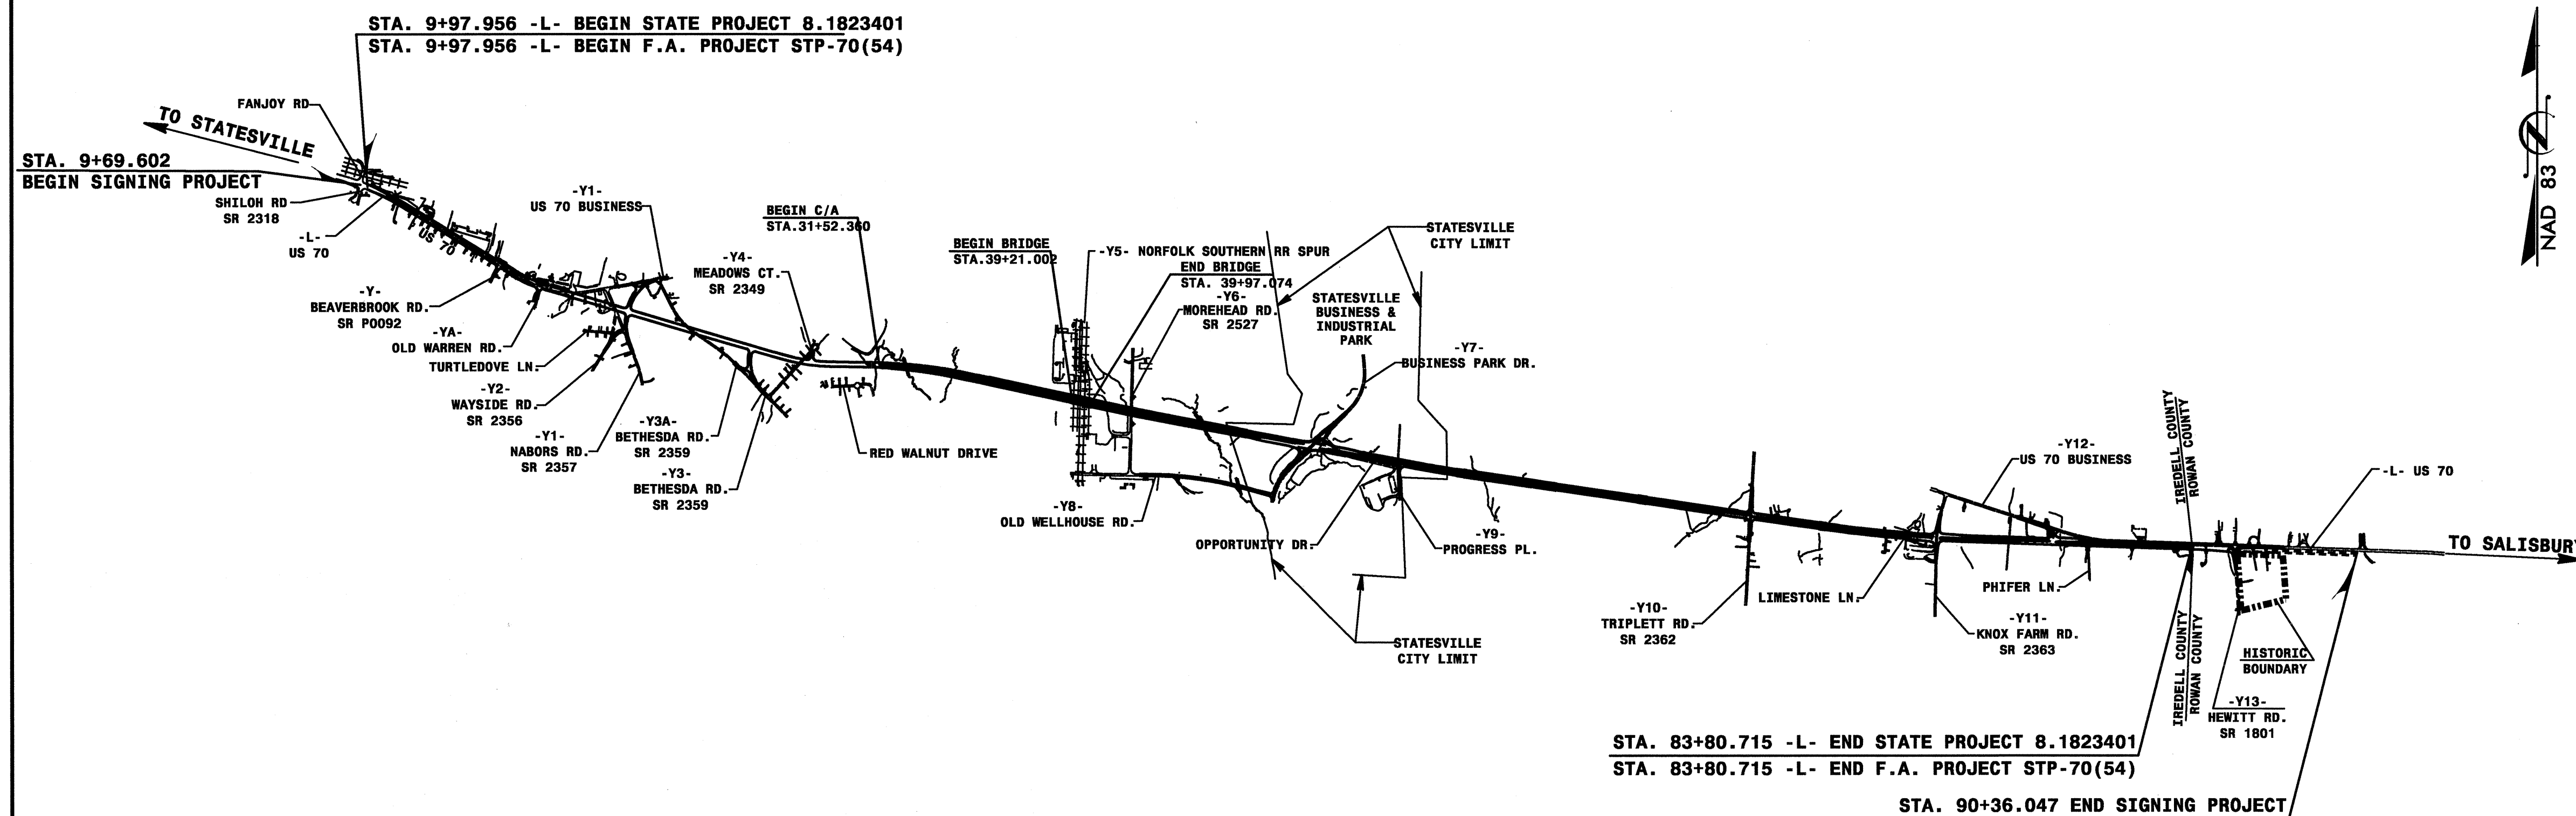 STA. 9+97.956 -L- BEGIN STATE PROJECT 8.1823401
STA. 9+97.956 -L- BEGIN F.A. PROJECT STP-70(54)
FANJOY RD
TO STATESVILLE
STA. 9+69.602
BEGIN SIGNING PROJECT
SHILOH RD
SR 2318
-L-
US 70
US 70
-Y-
BEAVERBROOK RD.
SR P0092
-YA-
OLD WARREN RD.
TURTLEDOVE LN.
-Y2-
WAYSIDE RD.
SR 2356
-Y1-
NABORS RD.
SR 2357
-Y1-
US 70 BUSINESS
-Y3A-
BETHESDA RD.
SR 2359
-Y3-
BETHESDA RD.
SR 2359
-Y4-
MEADOWS CT.
SR 2349
BEGIN C/A
STA.31+52.360
RED WALNUT DRIVE
BEGIN BRIDGE
STA.39+21.002
-Y5- NORFOLK SOUTHERN RR SPUR
END BRIDGE
STA. 39+97.074
-Y6-
MOREHEAD RD.
SR 2527
STATESVILLE
BUSINESS &
INDUSTRIAL
PARK
STATESVILLE
CITY LIMIT
-Y7-
BUSINESS PARK DR.
-Y8-
OLD WELLHOUSE RD.
OPPORTUNITY DR.
-Y9-
PROGRESS PL.
STATESVILLE
CITY LIMIT
-Y10-
TRIPLETT RD.
SR 2362
LIMESTONE LN.
-Y11-
KNOX FARM RD.
SR 2363
-Y12-
US 70 BUSINESS
PHIFER LN.
IREDELL COUNTY
ROWAN COUNTY
IREDELL COUNTY
ROWAN COUNTY
-L- US 70
TO SALISBURY
HISTORIC
BOUNDARY
-Y13-
HEWITT RD.
SR 1801
STA. 83+80.715 -L- END STATE PROJECT 8.1823401
STA. 83+80.715 -L- END F.A. PROJECT STP-70(54)
STA. 90+36.047 END SIGNING PROJECT
NAD 83